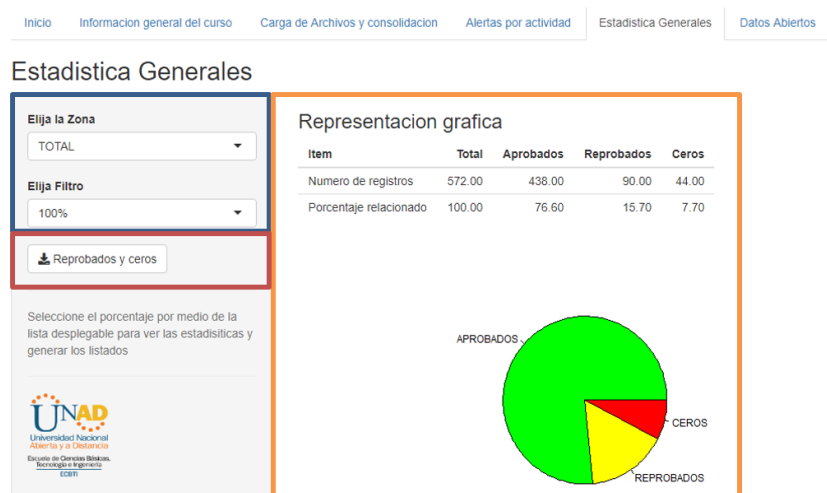 Inicio Informacion general del curso Carga de Archivos y consolidacion Alertas por actividad Estadistica Generales Datos Abiertos
Estadistica Generales
Elija la Zona
TOTAL
Elija Filtro
100%
Reprobados y ceros
Seleccione el porcentaje por medio de la
lista desplegable para ver las estadisiticas y
generar los listados
UNAD
Universidad Nacional
Abierta y a Distancia
Escuela de Ciencias Básicas,
Tecnología e Ingeniería
ECBTI
Representacion grafica
Item Total Aprobados Reprobados Ceros
Numero de registros 572.00 438.00 90.00 44.00
Porcentaje relacionado 100.00 76.60 15.70 7.70
APROBADOS
CEROS
REPROBADOS